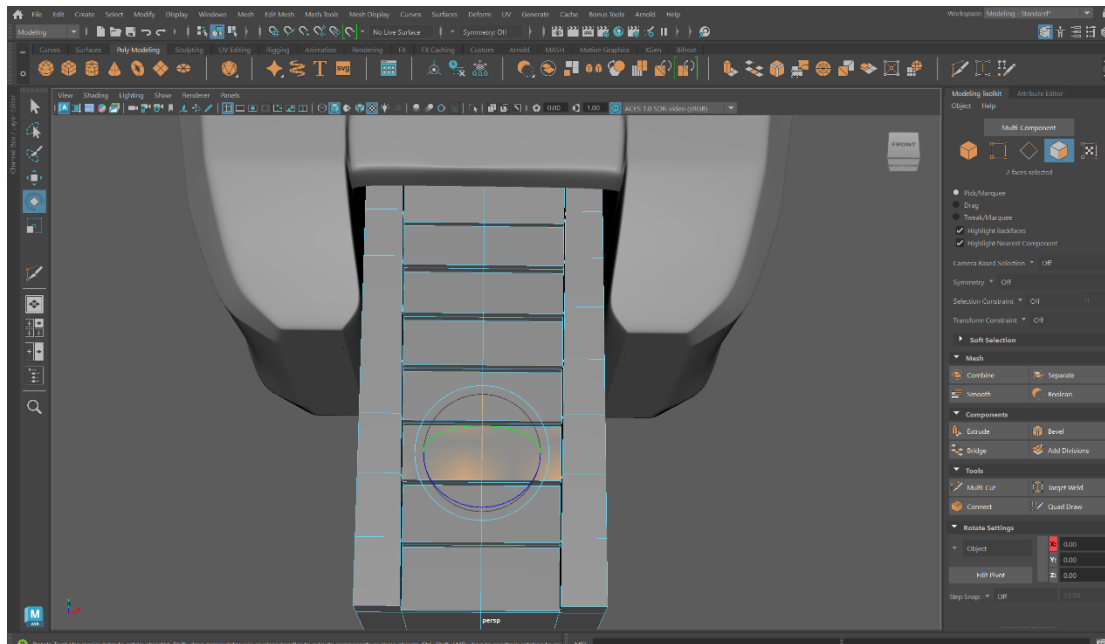 File Edit Create Select Modify Display Windows Mesh Edit Mesh Mesh Tools Mesh Display Curves Surfaces Deform UV Generate Cache Bonus Tools Arnold Help Workspace: Modeling - Standard*
Modeling No Live Surface Symmetry: Off
Curves Surfaces Poly Modeling Sculpting UV Editing Rigging Animation Rendering FX FX Caching Custom Arnold MASH Motion Graphics XGen Bifrost
T SVG
View Shading Lighting Show Renderer Panels
0.00 1.00 ACES 1.0 SDR-video (sRGB)
Channel Box / Layer Editor
FRONT
persp
M
Modeling Toolkit Attribute Editor
Object Help
Multi-Component
7 faces selected
Pick/Marquee
Drag
Tweak/Marquee
Highlight Backfaces
Highlight Nearest Component
Camera Based Selection Off
Symmetry Off
Selection Constraint Off
Transform Constraint Off
Soft Selection
Mesh
Combine Separate
Smooth Boolean
Components
Extrude Bevel
Bridge Add Divisions
Tools
Multi-Cut Target Weld
Connect Quad Draw
Rotate Settings
Object X: 0.00
Y: 0.00
Edit Pivot Z: 0.00
Step Snap: Off 15.00
MEL